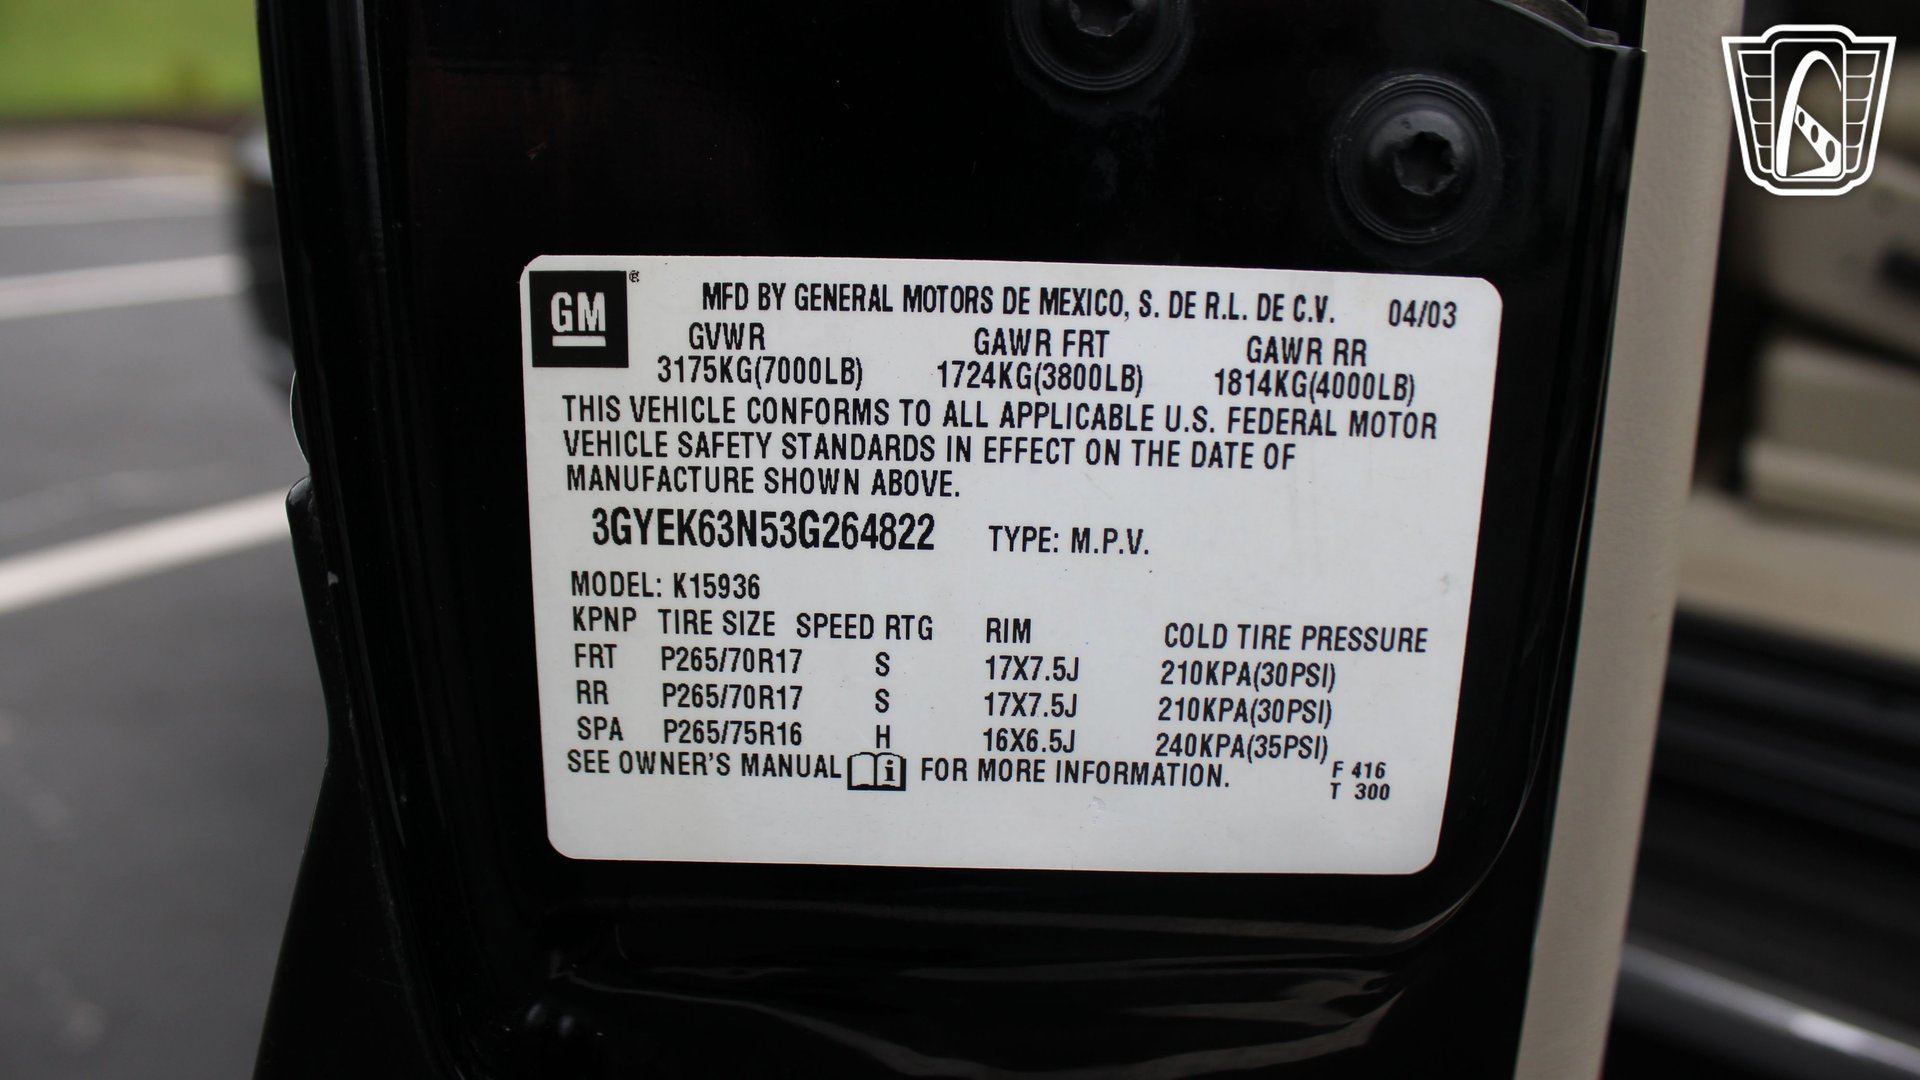 GM ®
MFD BY GENERAL MOTORS DE MEXICO, S. DE R.L. DE C.V. 04/03
GVWR GAWR FRT GAWR RR
3175KG(7000LB) 1724KG(3800LB) 1814KG(4000LB)
THIS VEHICLE CONFORMS TO ALL APPLICABLE U.S. FEDERAL MOTOR
VEHICLE SAFETY STANDARDS IN EFFECT ON THE DATE OF
MANUFACTURE SHOWN ABOVE.
3GYEK63N53G264822 TYPE: M.P.V.
MODEL: K15936
KPNP TIRE SIZE SPEED RTG RIM COLD TIRE PRESSURE
FRT P265/70R17 S 17X7.5J 210KPA(30PSI)
RR P265/70R17 S 17X7.5J 210KPA(30PSI)
SPA P265/75R16 H 16X6.5J 240KPA(35PSI)
SEE OWNER'S MANUAL i FOR MORE INFORMATION. F 416
T 300